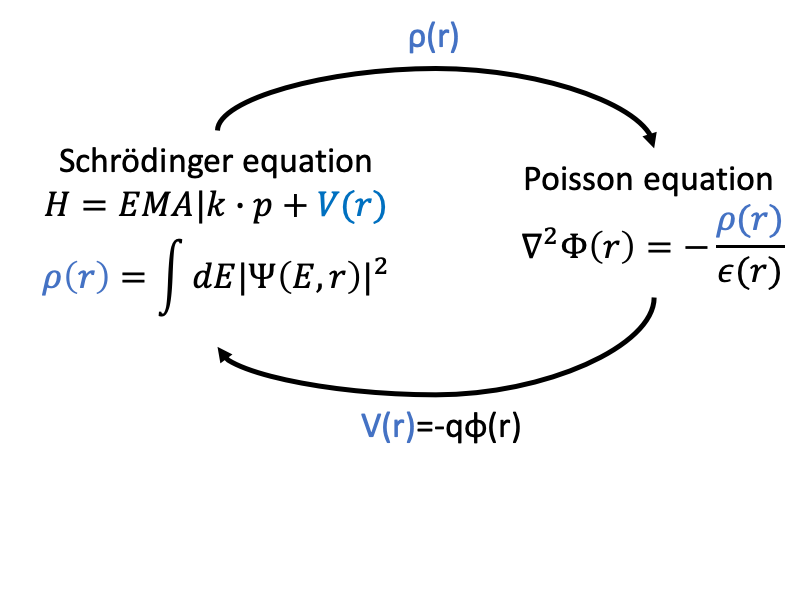 ρ(r)
Schrödinger equation
H = EMA|k · p + V(r)
ρ(r) = ∫ dE|Ψ(E, r)|²
Poisson equation
∇²Φ(r) = − ρ(r)/ϵ(r)
V(r)=-qϕ(r)